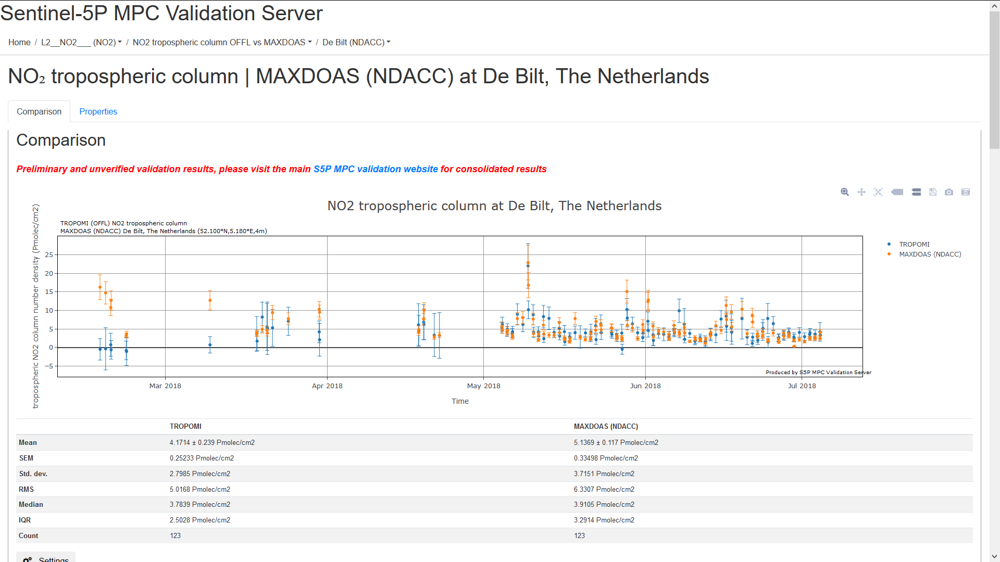 Sentinel-5P MPC Validation Server
Home / L2__NO2___ (NO2) / NO2 tropospheric column OFFL vs MAXDOAS / De Bilt (NDACC)
NO₂ tropospheric column | MAXDOAS (NDACC) at De Bilt, The Netherlands
Comparison Properties
Comparison
Preliminary and unverified validation results, please visit the main S5P MPC validation website for consolidated results
NO2 tropospheric column at De Bilt, The Netherlands
TROPOMI (OFFL) NO2 tropospheric column
MAXDOAS (NDACC) De Bilt, The Netherlands (52.100°N,5.180°E,4m)
tropospheric NO2 column number density (Pmolec/cm2)
25
20
15
10
5
0
−5
TROPOMI
MAXDOAS (NDACC)
Produced by S5P MPC Validation Server
Mar 2018 Apr 2018 May 2018 Jun 2018 Jul 2018
Time
TROPOMI MAXDOAS (NDACC)
Mean 4.1714 ± 0.239 Pmolec/cm2 5.1369 ± 0.117 Pmolec/cm2
SEM 0.25233 Pmolec/cm2 0.33498 Pmolec/cm2
Std. dev. 2.7985 Pmolec/cm2 3.7151 Pmolec/cm2
RMS 5.0168 Pmolec/cm2 6.3307 Pmolec/cm2
Median 3.7839 Pmolec/cm2 3.9105 Pmolec/cm2
IQR 2.5028 Pmolec/cm2 3.2914 Pmolec/cm2
Count 123 123
Settings